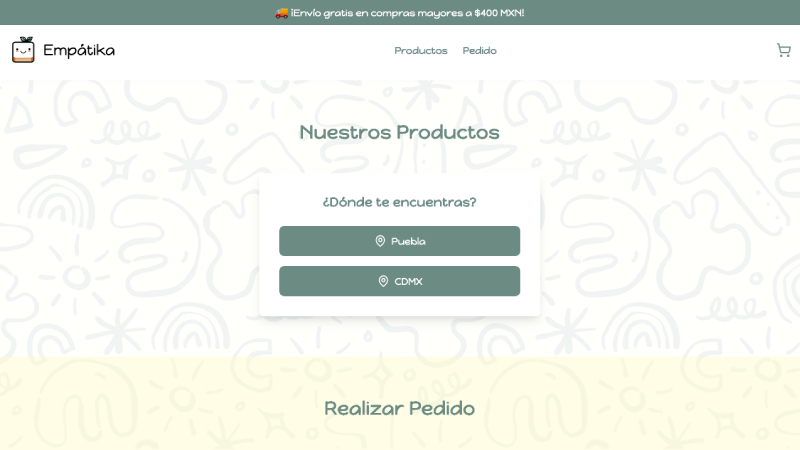 🚚 ¡Envío gratis en compras mayores a $400 MXN!
Empátika
Productos
Pedido
Nuestros Productos
¿Dónde te encuentras?
Puebla
CDMX
Realizar Pedido